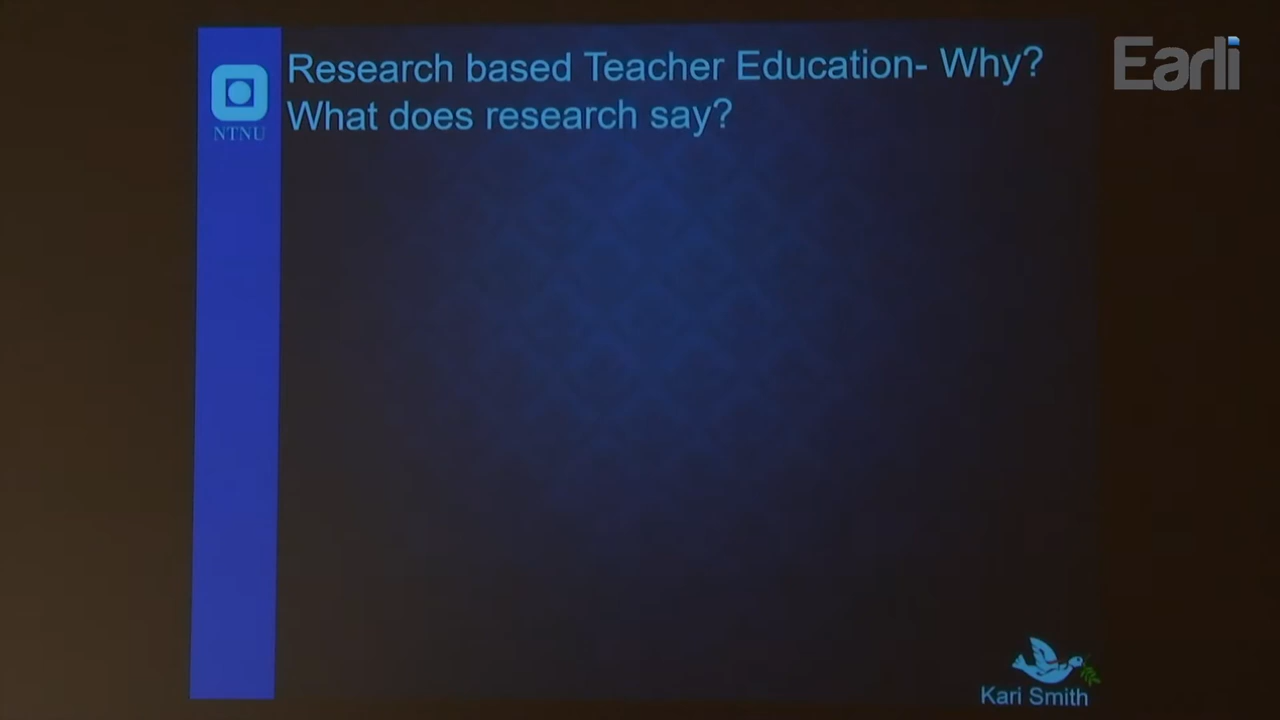 Earli
Research based Teacher Education- Why?
What does research say?
NTNU
Kari Smith